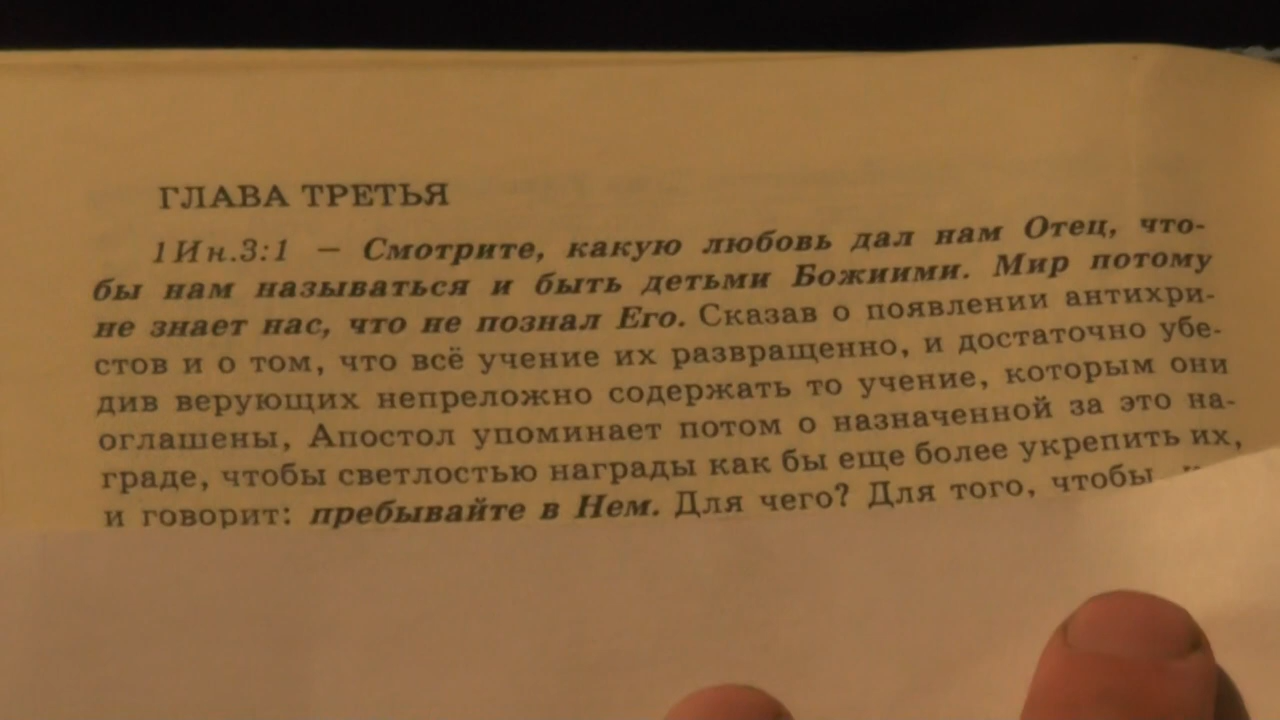 ГЛАВА ТРЕТЬЯ
1Ин.3:1 — Смотрите, какую любовь дал нам Отец, что-
бы нам называться и быть детьми Божиими. Мир потому
не знает нас, что не познал Его. Сказав о появлении антихри-
стов и о том, что всё учение их развращенно, и достаточно убе-
див верующих непреложно содержать то учение, которым они
оглашены, Апостол упоминает потом о назначенной за это на-
граде, чтобы светлостью награды как бы еще более укрепить их,
и говорит: пребывайте в Нем. Для чего? Для того, чтобы